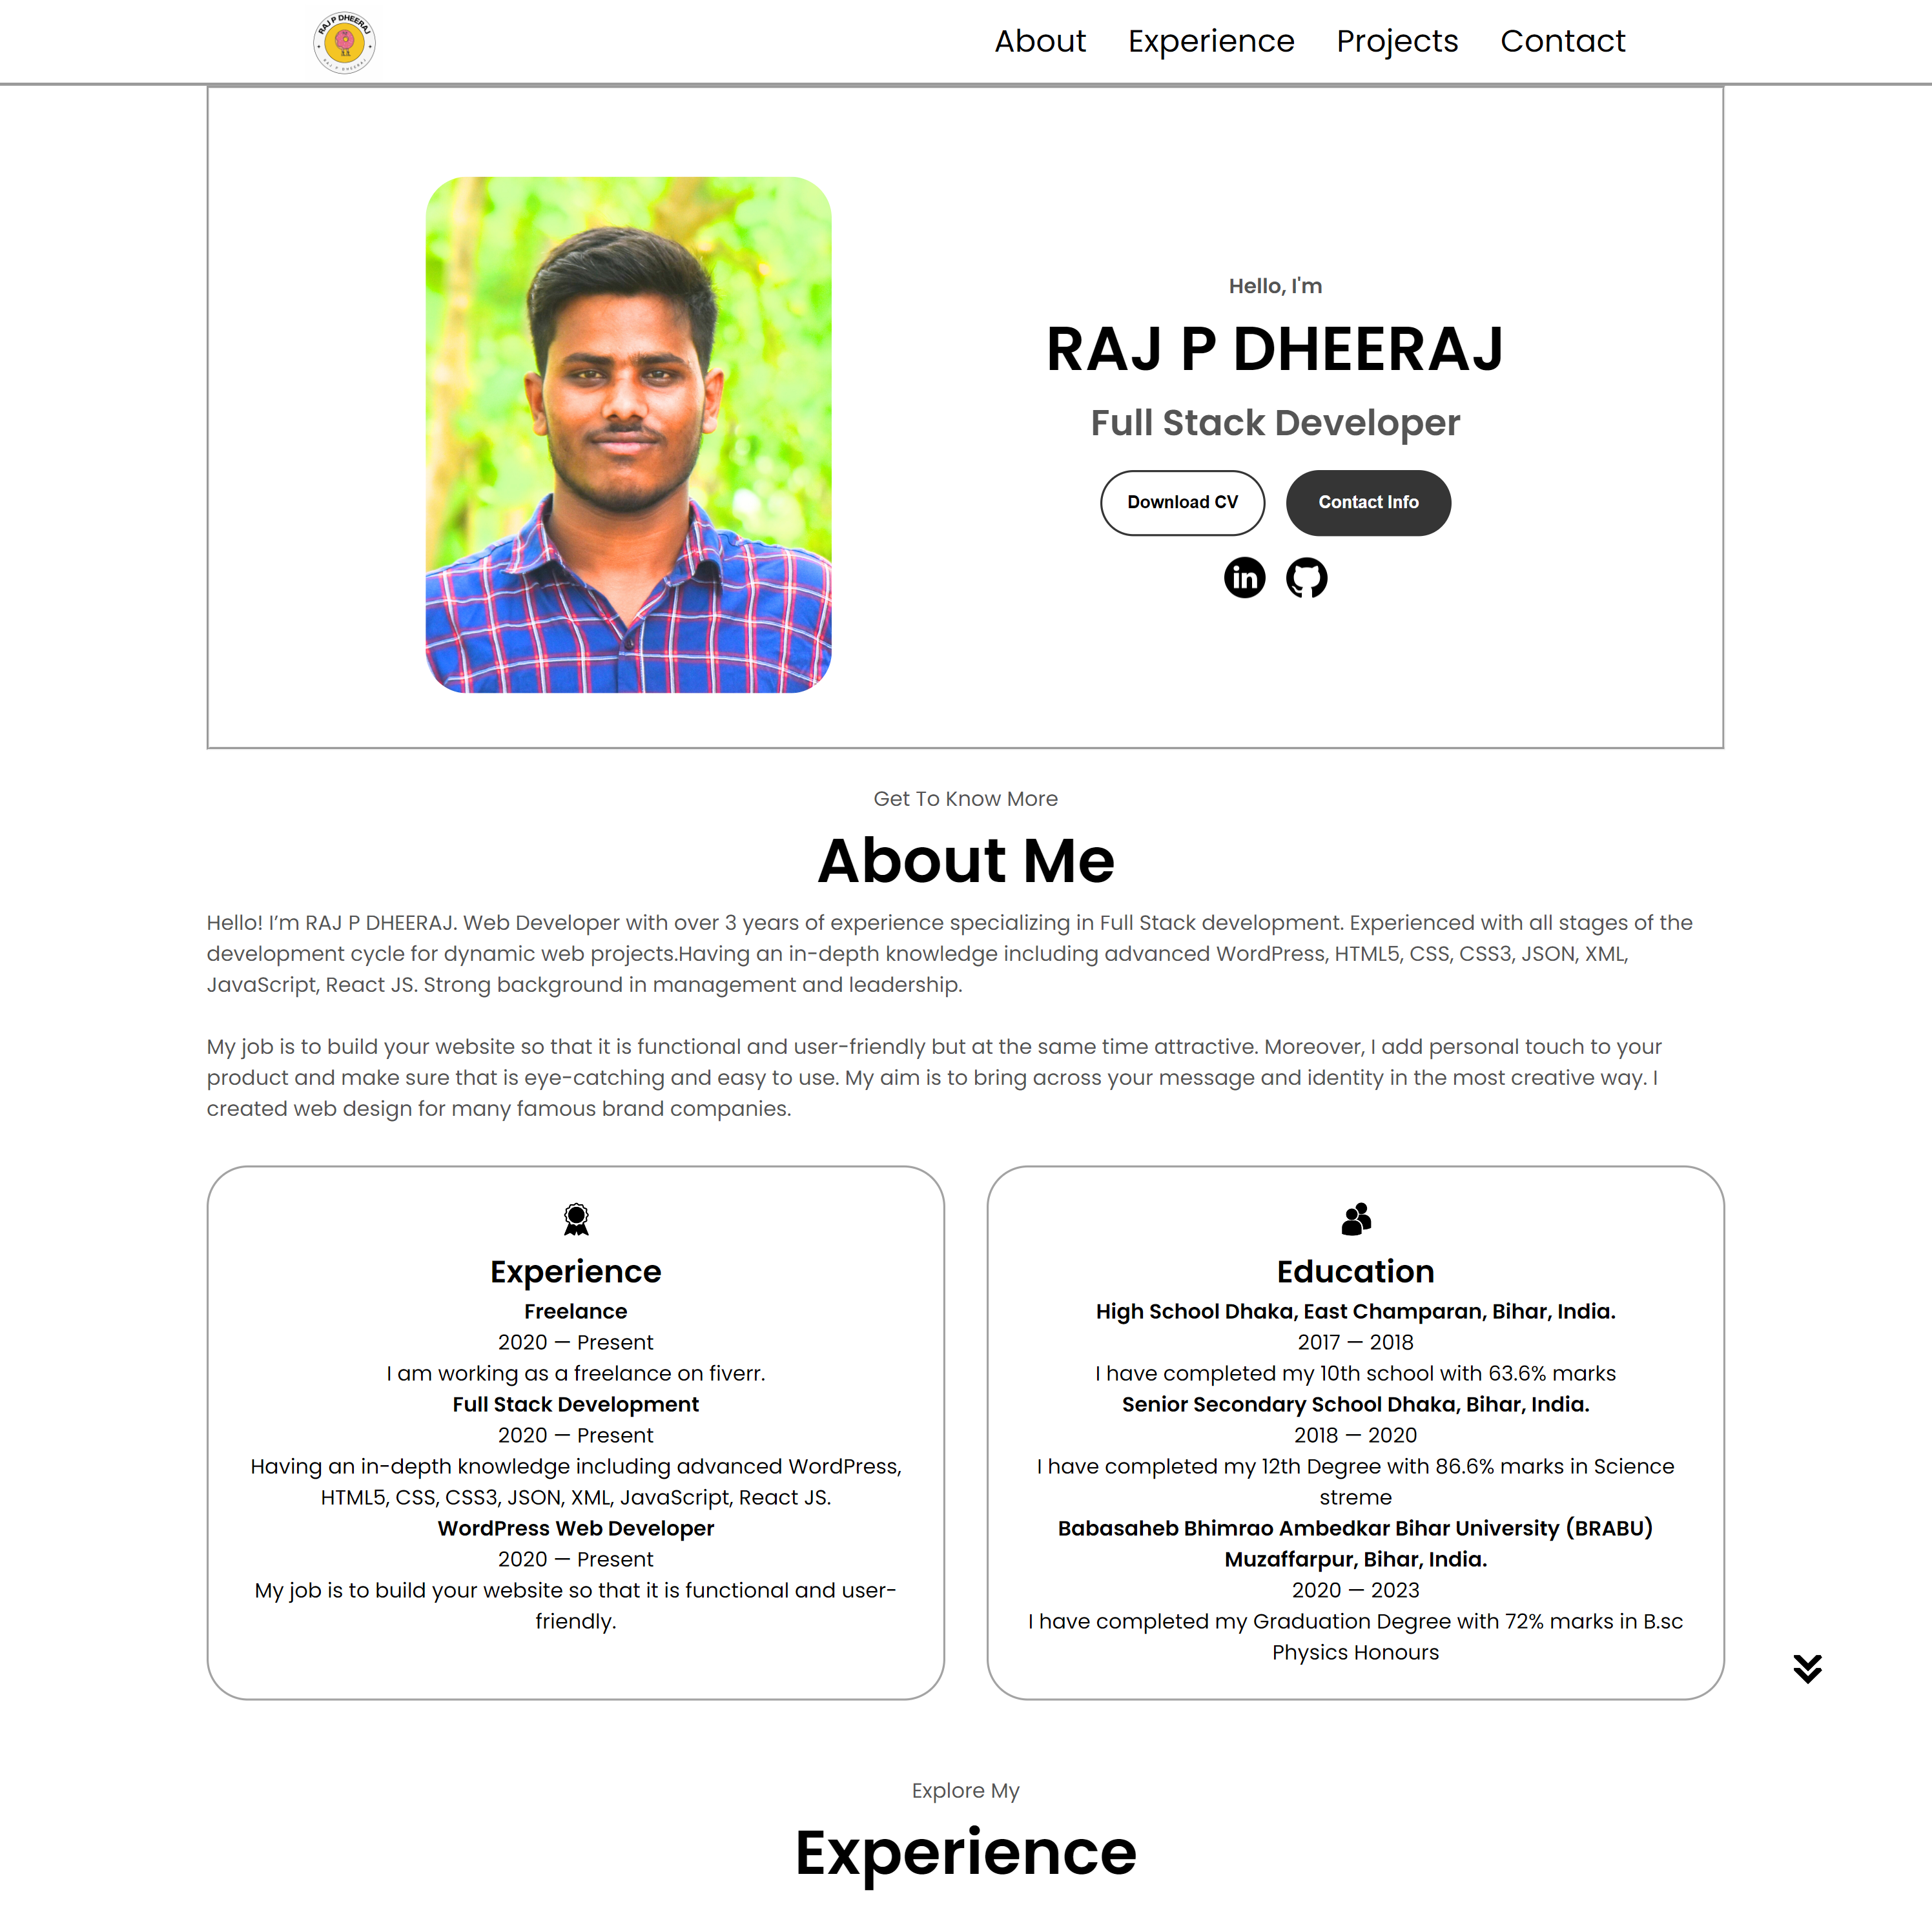 RAJ P DHEERAJ
RAJ P DHEERAJ
About Experience Projects Contact
Hello, I'm
RAJ P DHEERAJ
Full Stack Developer
Download CV Contact Info
in
Get To Know More
About Me
Hello! I’m RAJ P DHEERAJ. Web Developer with over 3 years of experience specializing in Full Stack development. Experienced with all stages of the
development cycle for dynamic web projects.Having an in-depth knowledge including advanced WordPress, HTML5, CSS, CSS3, JSON, XML,
JavaScript, React JS. Strong background in management and leadership.
My job is to build your website so that it is functional and user-friendly but at the same time attractive. Moreover, I add personal touch to your
product and make sure that is eye-catching and easy to use. My aim is to bring across your message and identity in the most creative way. I
created web design for many famous brand companies.
Experience
Freelance
2020 — Present
I am working as a freelance on fiverr.
Full Stack Development
2020 — Present
Having an in-depth knowledge including advanced WordPress,
HTML5, CSS, CSS3, JSON, XML, JavaScript, React JS.
WordPress Web Developer
2020 — Present
My job is to build your website so that it is functional and user-
friendly.
Education
High School Dhaka, East Champaran, Bihar, India.
2017 — 2018
I have completed my 10th school with 63.6% marks
Senior Secondary School Dhaka, Bihar, India.
2018 — 2020
I have completed my 12th Degree with 86.6% marks in Science
streme
Babasaheb Bhimrao Ambedkar Bihar University (BRABU)
Muzaffarpur, Bihar, India.
2020 — 2023
I have completed my Graduation Degree with 72% marks in B.sc
Physics Honours
Explore My
Experience